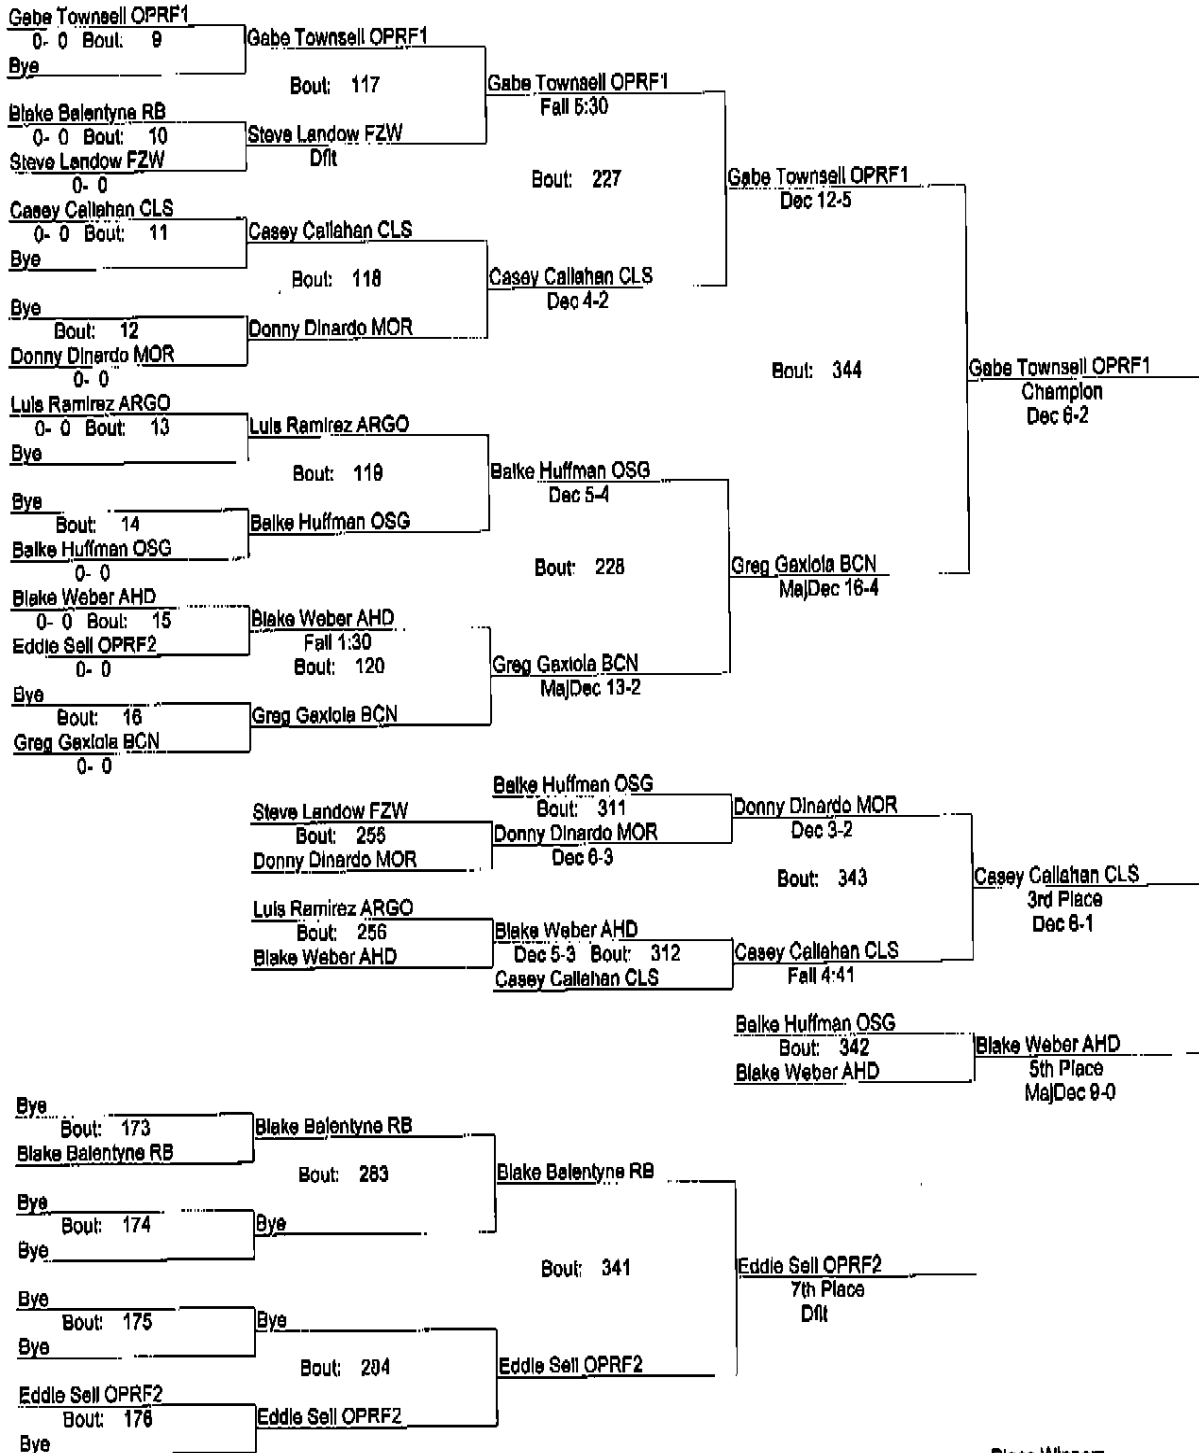 Gabe Townsell OPRF1
0- 0 Bout: 9
Bye
Gabe Townsell OPRF1
Bout: 117
Gabe Townsell OPRF1
Fall 5:30
Blake Balentyne RB
0- 0 Bout: 10
Steve Landow FZW
0- 0
Steve Landow FZW
Dflt
Bout: 227
Gabe Townsell OPRF1
Dec 12-5
Casey Callahan CLS
0- 0 Bout: 11
Bye
Casey Callahan CLS
Bout: 118
Casey Callahan CLS
Dec 4-2
Bye
Bout: 12
Donny Dinardo MOR
0- 0
Donny Dinardo MOR
Bout: 344
Gabe Townsell OPRF1
Champion
Dec 6-2
Luis Ramirez ARGO
0- 0 Bout: 13
Bye
Luis Ramirez ARGO
Bout: 119
Balke Huffman OSG
Dec 5-4
Bye
Bout: 14
Balke Huffman OSG
0- 0
Balke Huffman OSG
Bout: 228
Greg Gaxiola BCN
MajDec 16-4
Blake Weber AHD
0- 0 Bout: 15
Eddie Sell OPRF2
0- 0
Blake Weber AHD
Fall 1:30
Bout: 120
Greg Gaxiola BCN
MajDec 13-2
Bye
Bout: 16
Greg Gaxiola BCN
0- 0
Greg Gaxiola BCN
Steve Landow FZW
Bout: 255
Donny Dinardo MOR
Balke Huffman OSG
Bout: 311
Donny Dinardo MOR
Dec 6-3
Donny Dinardo MOR
Dec 3-2
Bout: 343
Casey Callahan CLS
3rd Place
Dec 6-1
Luis Ramirez ARGO
Bout: 256
Blake Weber AHD
Blake Weber AHD
Dec 5-3 Bout: 312
Casey Callahan CLS
Casey Callahan CLS
Fall 4:41
Balke Huffman OSG
Bout: 342
Blake Weber AHD
Blake Weber AHD
5th Place
MajDec 9-0
Bye
Bout: 173
Blake Balentyne RB
Blake Balentyne RB
Bout: 283
Blake Balentyne RB
Bye
Bout: 174
Bye
Bye
Bout: 341
Eddie Sell OPRF2
7th Place
Dflt
Bye
Bout: 175
Bye
Bye
Bout: 284
Eddie Sell OPRF2
Eddie Sell OPRF2
Bout: 176
Bye
Eddie Sell OPRF2
Place Winners